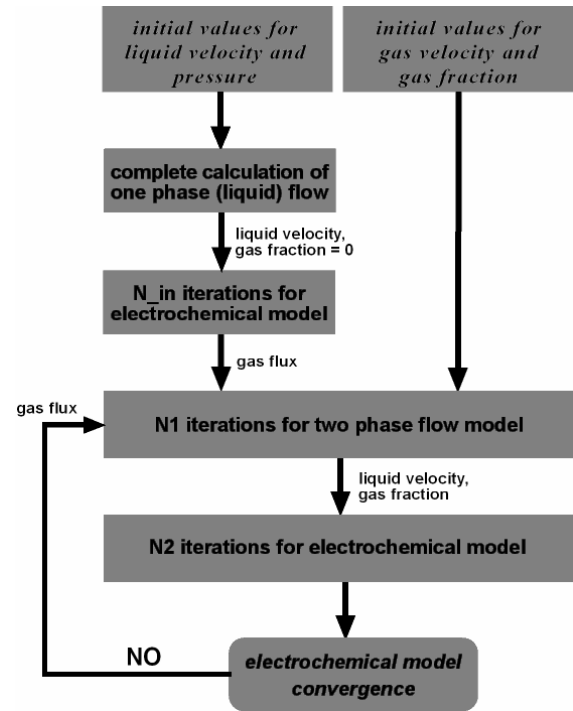 initial values for
liquid velocity and
pressure
initial values for
gas velocity and
gas fraction
complete calculation of
one phase (liquid) flow
liquid velocity,
gas fraction = 0
N_in iterations for
electrochemical model
gas flux
gas flux
N1 iterations for two phase flow model
liquid velocity,
gas fraction
N2 iterations for electrochemical model
NO
electrochemical model
convergence